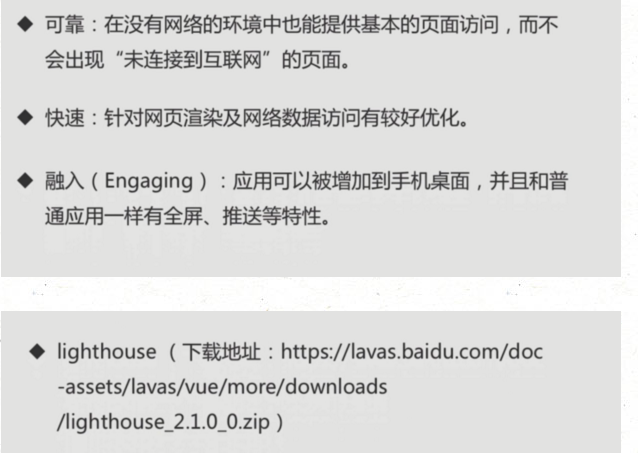 ◆ 可靠：在没有网络的环境中也能提供基本的页面访问，而不
会出现“未连接到互联网”的页面。
◆ 快速：针对网页渲染及网络数据访问有较好优化。
◆ 融入（Engaging）：应用可以被增加到手机桌面，并且和普
通应用一样有全屏、推送等特性。
◆ lighthouse （下载地址：https://lavas.baidu.com/doc
-assets/lavas/vue/more/downloads
/lighthouse_2.1.0_0.zip）